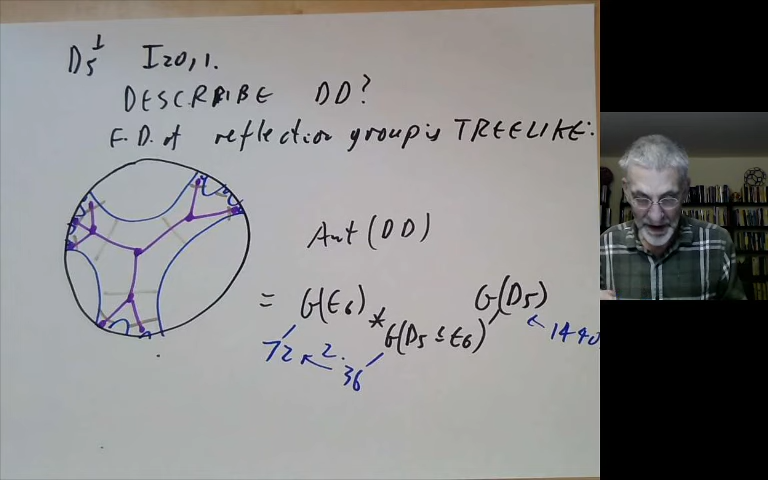 D₅^⊥ I20,1.
DESCRIBE DD?
F.D. of reflection group is TREELIKE:
Aut (DD)
= G(E6) * G(D5 ≤ E6) G(D5)
72 2. 36 1440